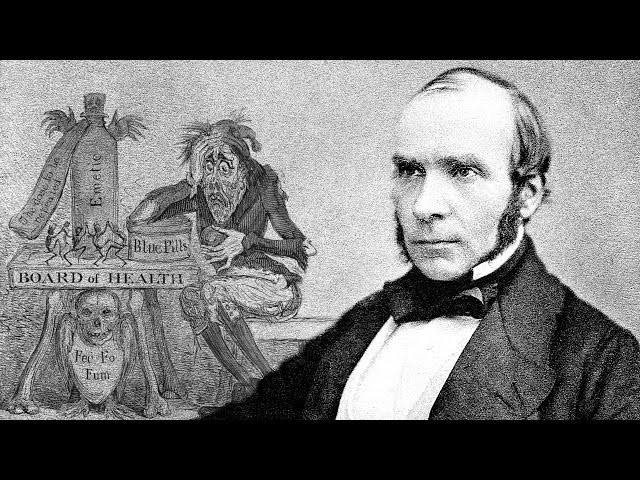 Emetic
Blue Pills
BOARD of HEALTH
Fee Fo
Fum